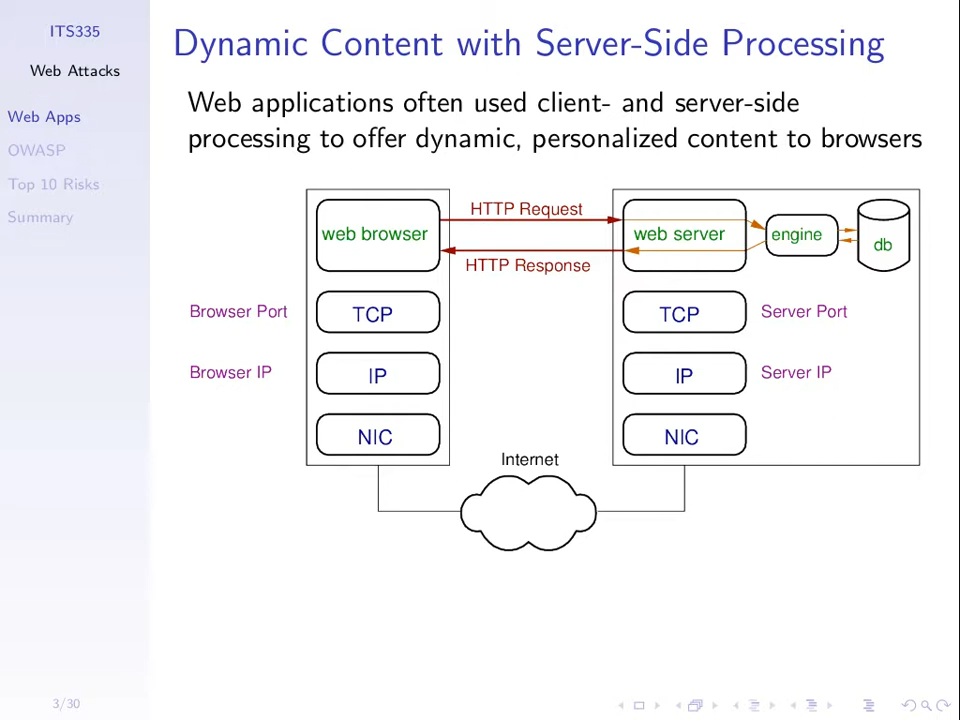 ITS335
Web Attacks
Web Apps
OWASP
Top 10 Risks
Summary
Dynamic Content with Server-Side Processing
Web applications often used client- and server-side
processing to offer dynamic, personalized content to browsers
HTTP Request
web browser
web server
engine
db
HTTP Response
Browser Port
TCP
TCP
Server Port
Browser IP
IP
IP
Server IP
NIC
NIC
Internet
3/30